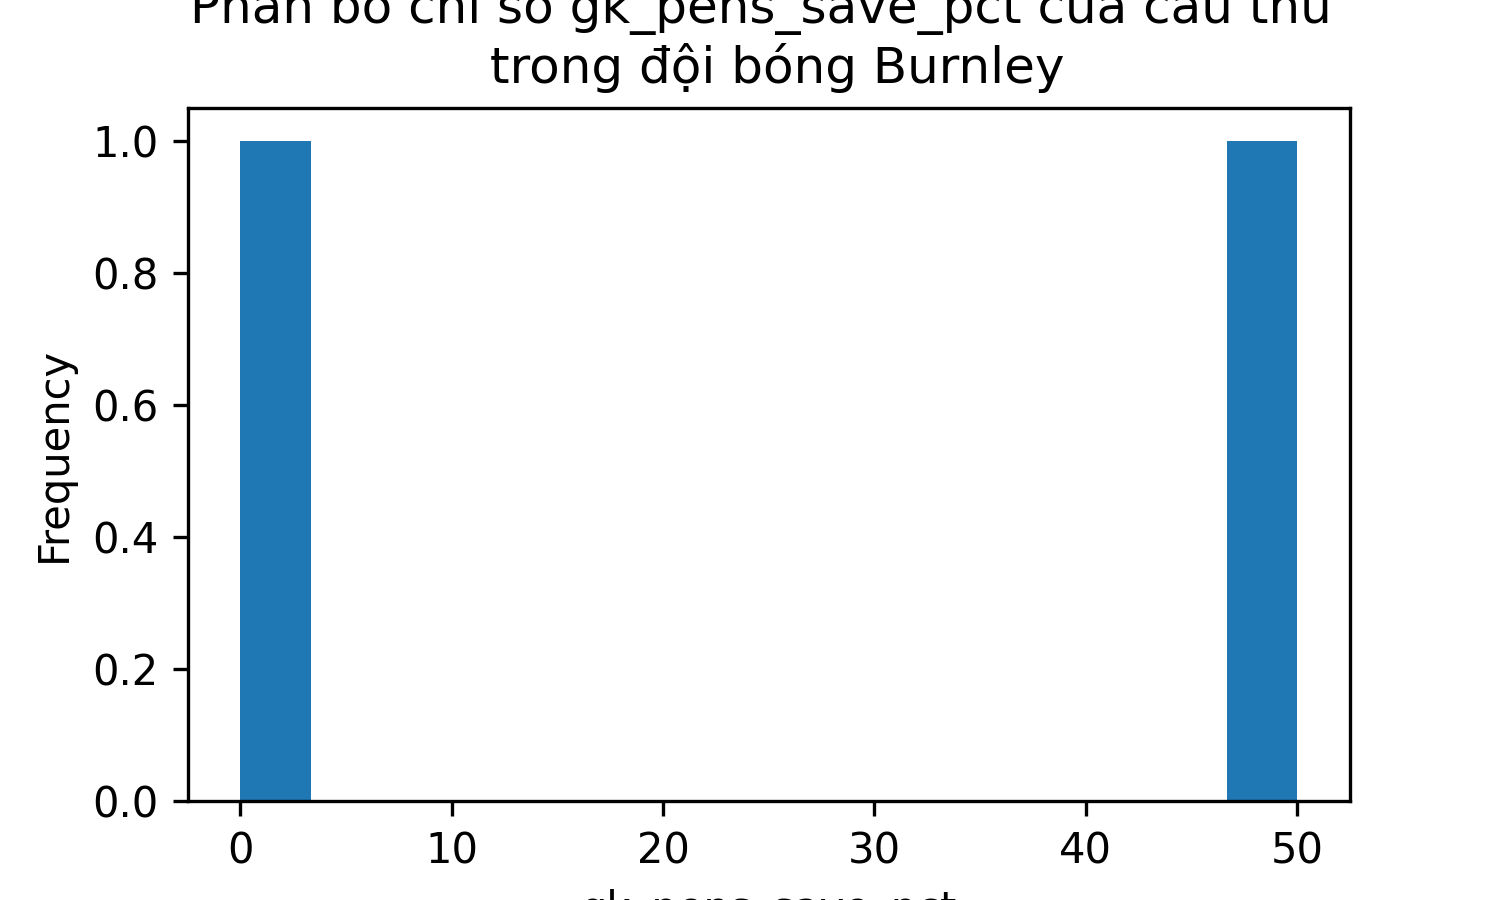 Phân bố chỉ số gk_pens_save_pct của cầu thủ
trong đội bóng Burnley
1.0
0.8
0.6
0.4
0.2
0.0
Frequency
0 10 20 30 40 50
gk_pens_save_pct